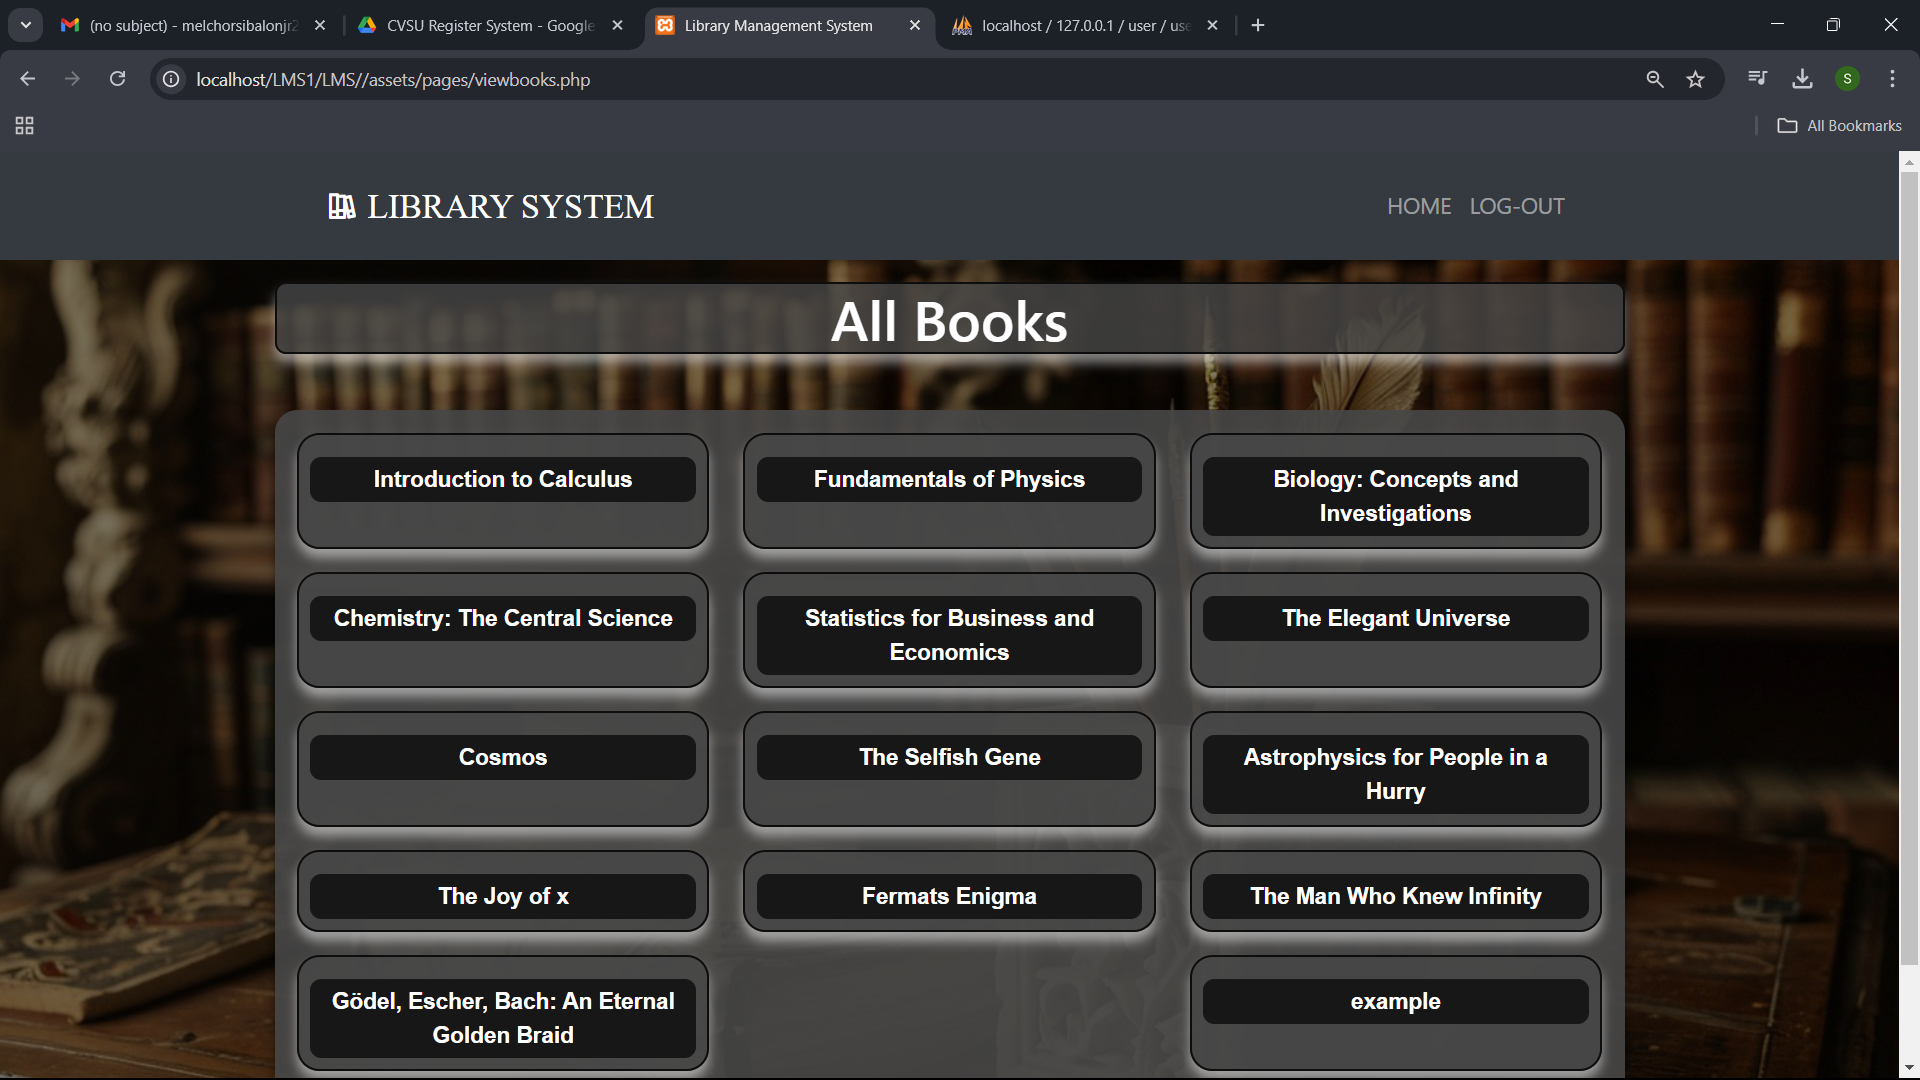 (no subject) - melchorsibalonjr2
CVSU Register System - Google
Library Management System
localhost / 127.0.0.1 / user / use
localhost/LMS1/LMS//assets/pages/viewbooks.php
S
All Bookmarks
LIBRARY SYSTEM
HOME LOG-OUT
All Books
Introduction to Calculus
Fundamentals of Physics
Biology: Concepts and
Investigations
Chemistry: The Central Science
Statistics for Business and
Economics
The Elegant Universe
Cosmos
The Selfish Gene
Astrophysics for People in a
Hurry
The Joy of x
Fermats Enigma
The Man Who Knew Infinity
Gödel, Escher, Bach: An Eternal
Golden Braid
example